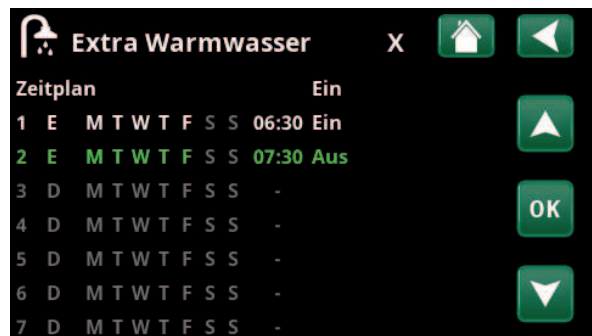 Extra Warmwasser X
Zeitplan Ein
1 E M T W T F S S 06:30 Ein
2 E M T W T F S S 07:30 Aus
3 D M T W T F S S -
4 D M T W T F S S -
OK
5 D M T W T F S S -
6 D M T W T F S S -
7 D M T W T F S S -